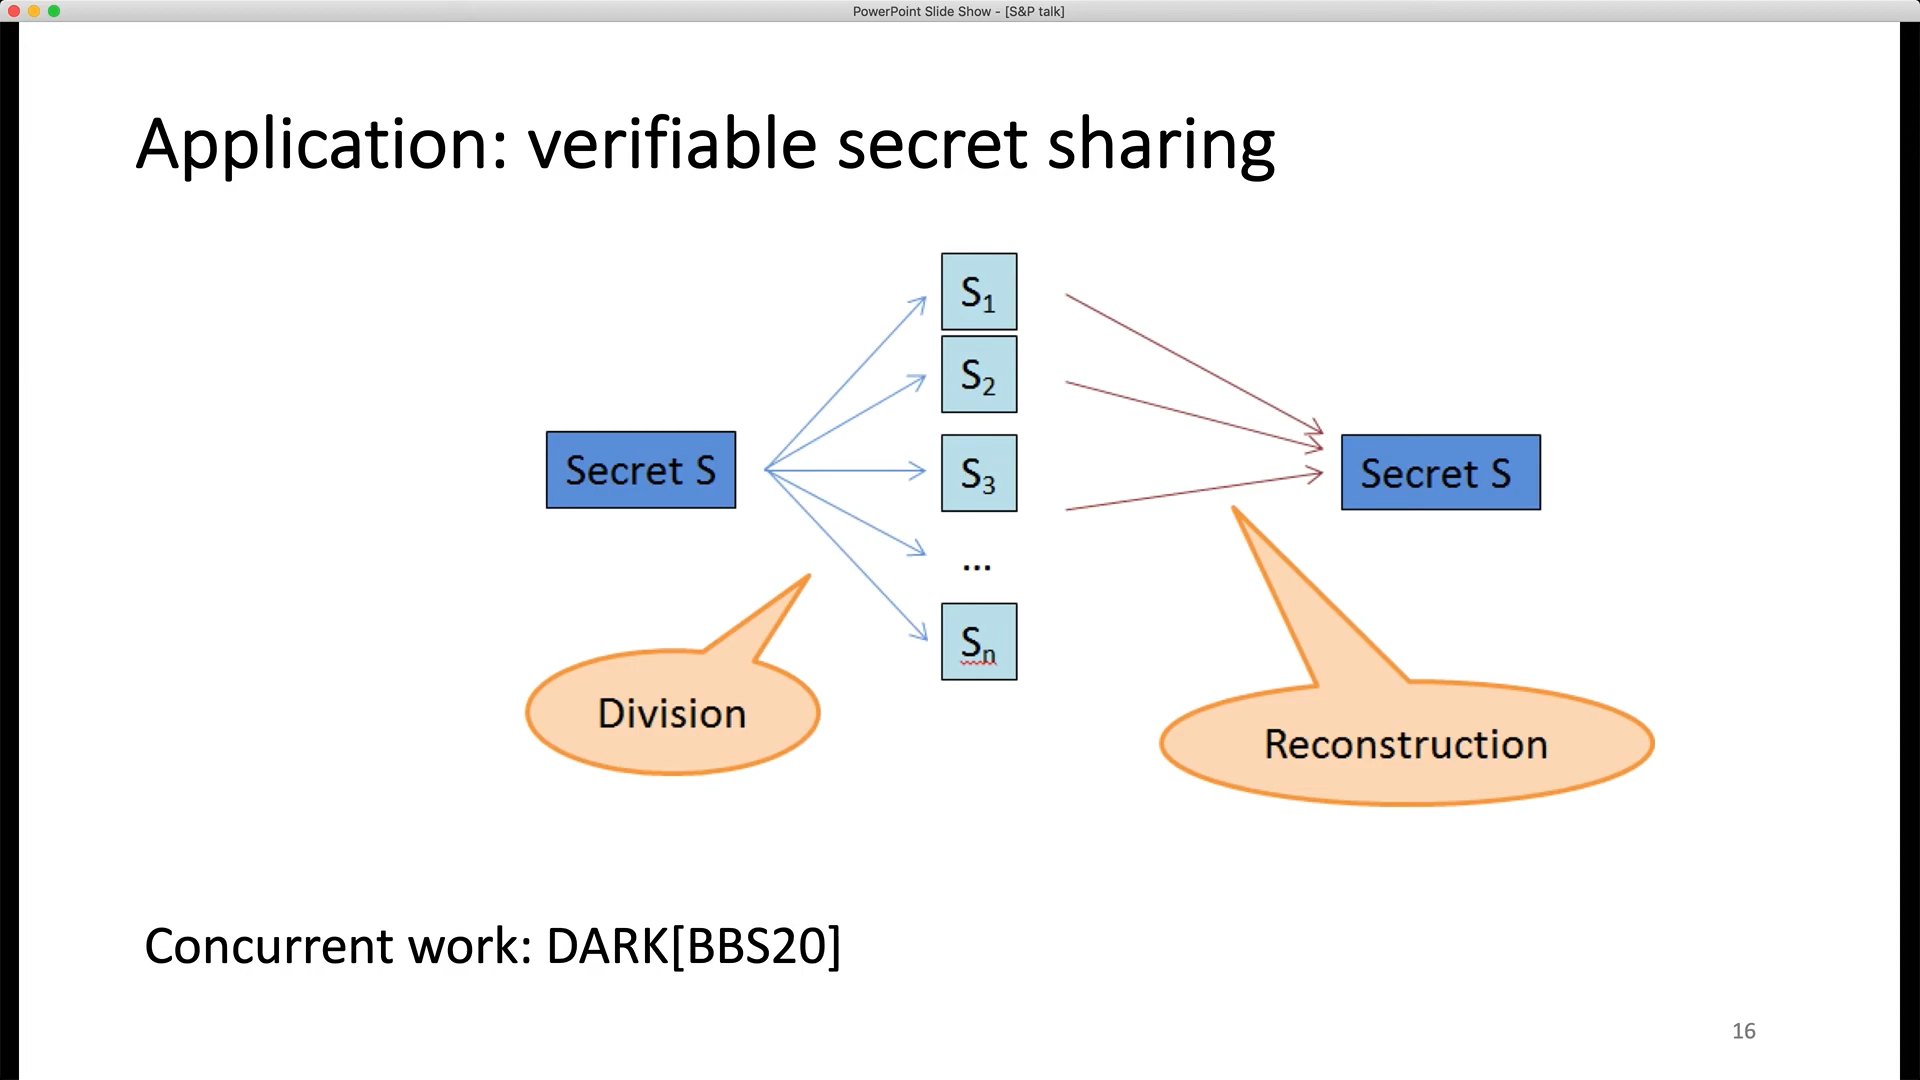 PowerPoint Slide Show - [S&P talk]
Application: verifiable secret sharing
Secret S
S1
S2
S3
...
Sn
Secret S
Division
Reconstruction
Concurrent work: DARK[BBS20]
16